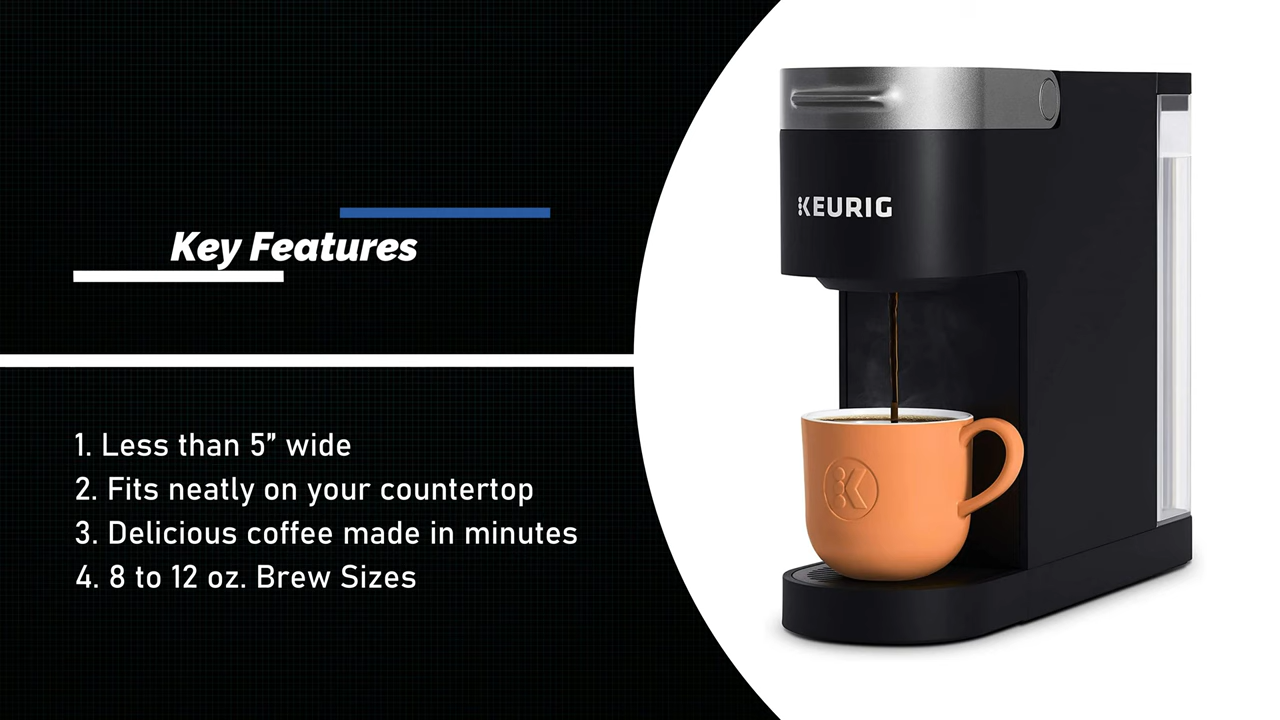 Key Features
1. Less than 5” wide
2. Fits neatly on your countertop
3. Delicious coffee made in minutes
4. 8 to 12 oz. Brew Sizes
KEURIG
K